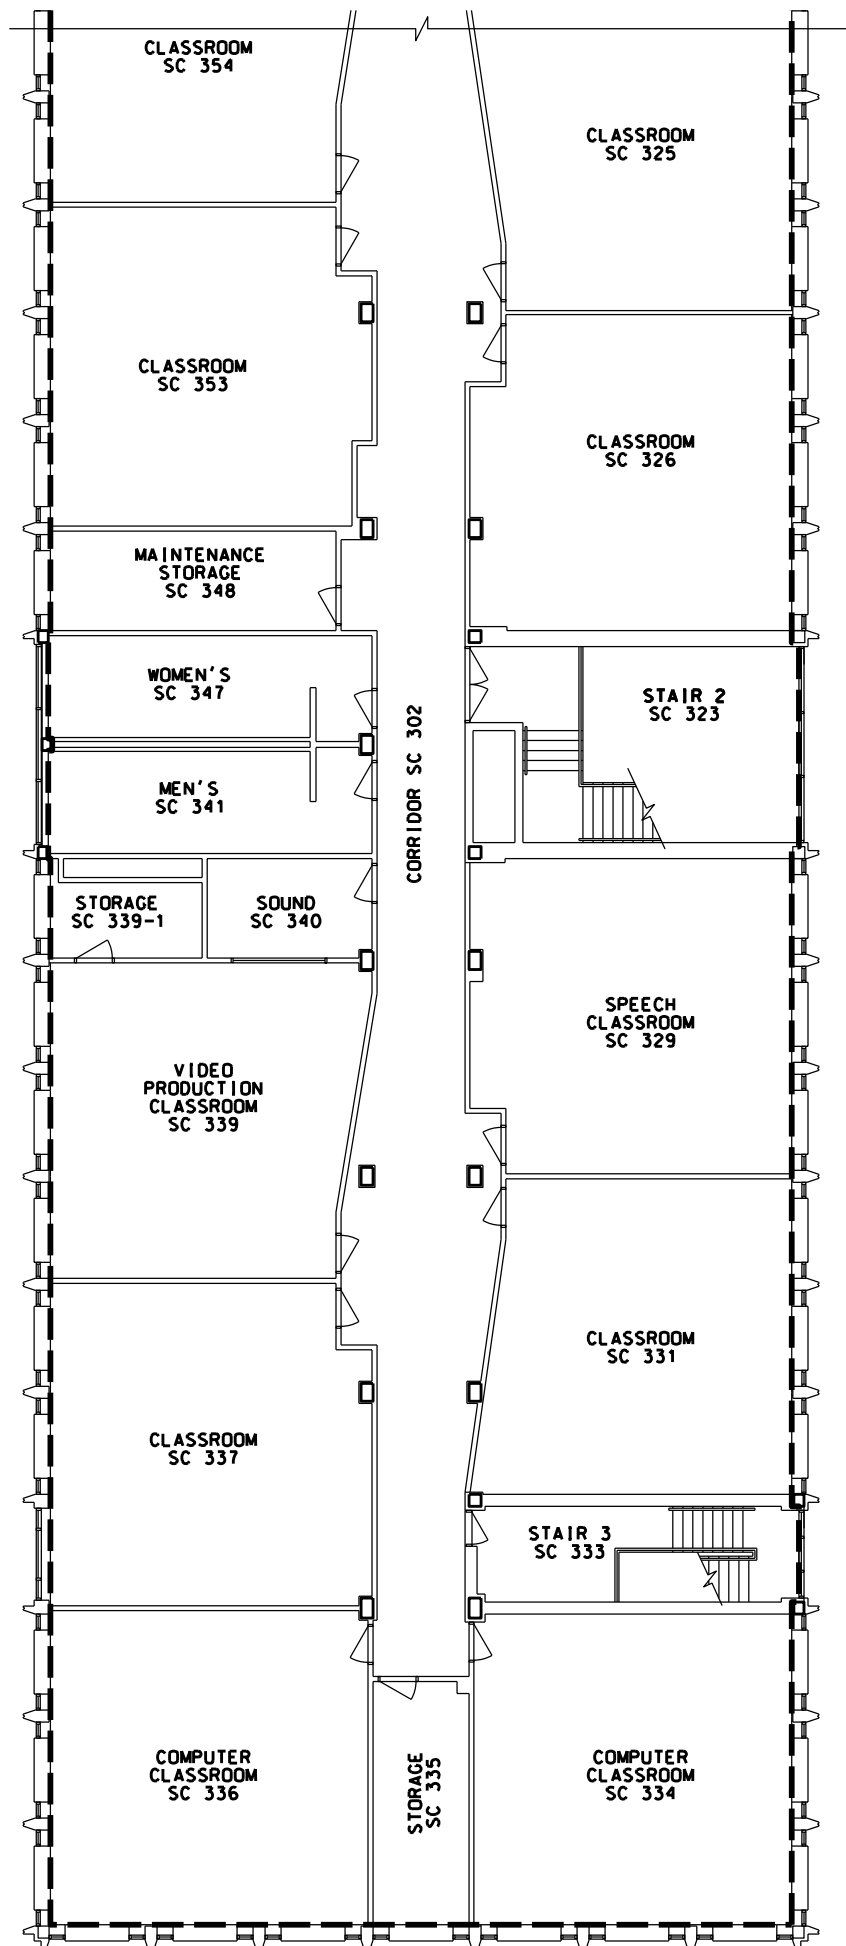 CLASSROOM
SC 354
CLASSROOM
SC 325
CLASSROOM
SC 353
CLASSROOM
SC 326
MAINTENANCE
STORAGE
SC 348
WOMEN'S
SC 347
STAIR 2
SC 323
CORRIDOR SC 302
MEN'S
SC 341
STORAGE
SC 339-1
SOUND
SC 340
SPEECH
CLASSROOM
SC 329
VIDEO
PRODUCTION
CLASSROOM
SC 339
CLASSROOM
SC 331
CLASSROOM
SC 337
STAIR 3
SC 333
COMPUTER
CLASSROOM
SC 336
STORAGE
SC 335
COMPUTER
CLASSROOM
SC 334